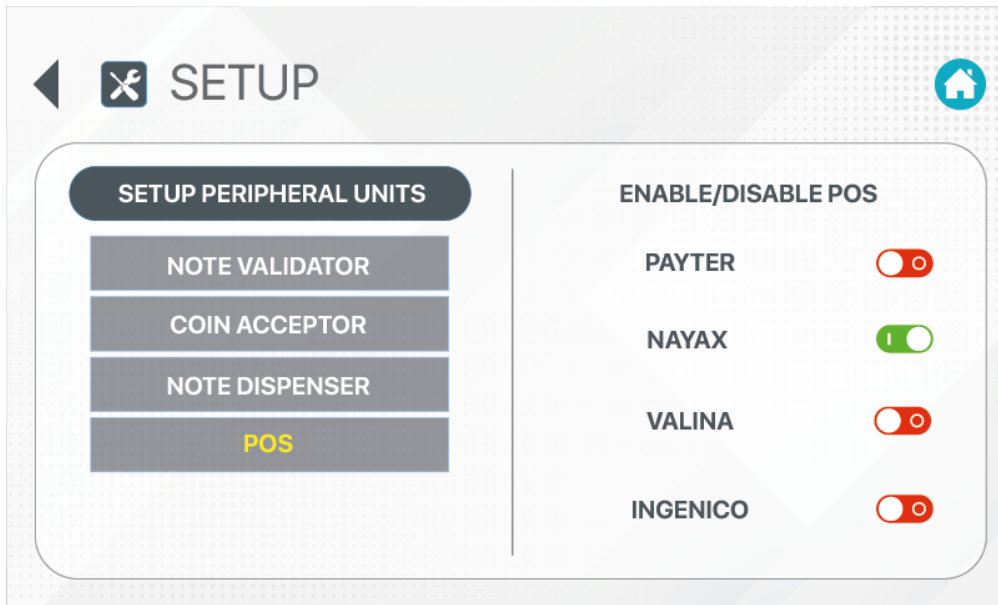 SETUP
SETUP PERIPHERAL UNITS
NOTE VALIDATOR
COIN ACCEPTOR
NOTE DISPENSER
POS
ENABLE/DISABLE POS
PAYTER
NAYAX
VALINA
INGENICO